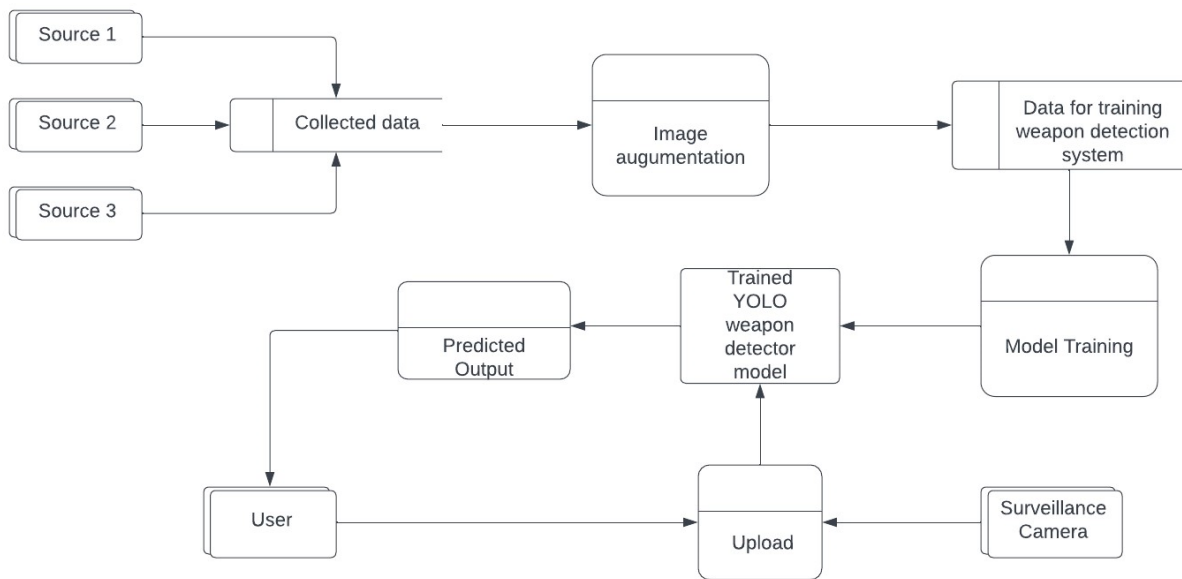 Source 1
Source 2
Collected data
Source 3
Image
augumentation
Data for training
weapon detection
system
Model Training
Trained
YOLO
weapon
detector
model
Predicted
Output
User
Upload
Surveillance
Camera